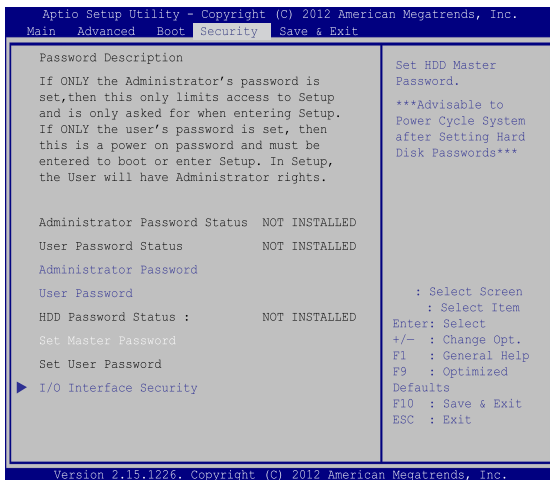 Aptio Setup Utility - Copyright (C) 2012 American Megatrends, Inc.
Main Advanced Boot Security Save & Exit
Password Description
If ONLY the Administrator's password is
set,then this only limits access to Setup
and is only asked for when entering Setup.
If ONLY the user's password is set, then
this is a power on password and must be
entered to boot or enter Setup. In Setup,
the User will have Administrator rights.
Administrator Password Status NOT INSTALLED
User Password Status NOT INSTALLED
Administrator Password
User Password
HDD Password Status : NOT INSTALLED
Set Master Password
Set User Password
I/O Interface Security
Set HDD Master
Password.
***Advisable to
Power Cycle System
after Setting Hard
Disk Passwords***
: Select Screen
: Select Item
Enter: Select
+/— : Change Opt.
F1 : General Help
F9 : Optimized
Defaults
F10 : Save & Exit
ESC : Exit
Version 2.15.1226. Copyright (C) 2012 American Megatrends, Inc.